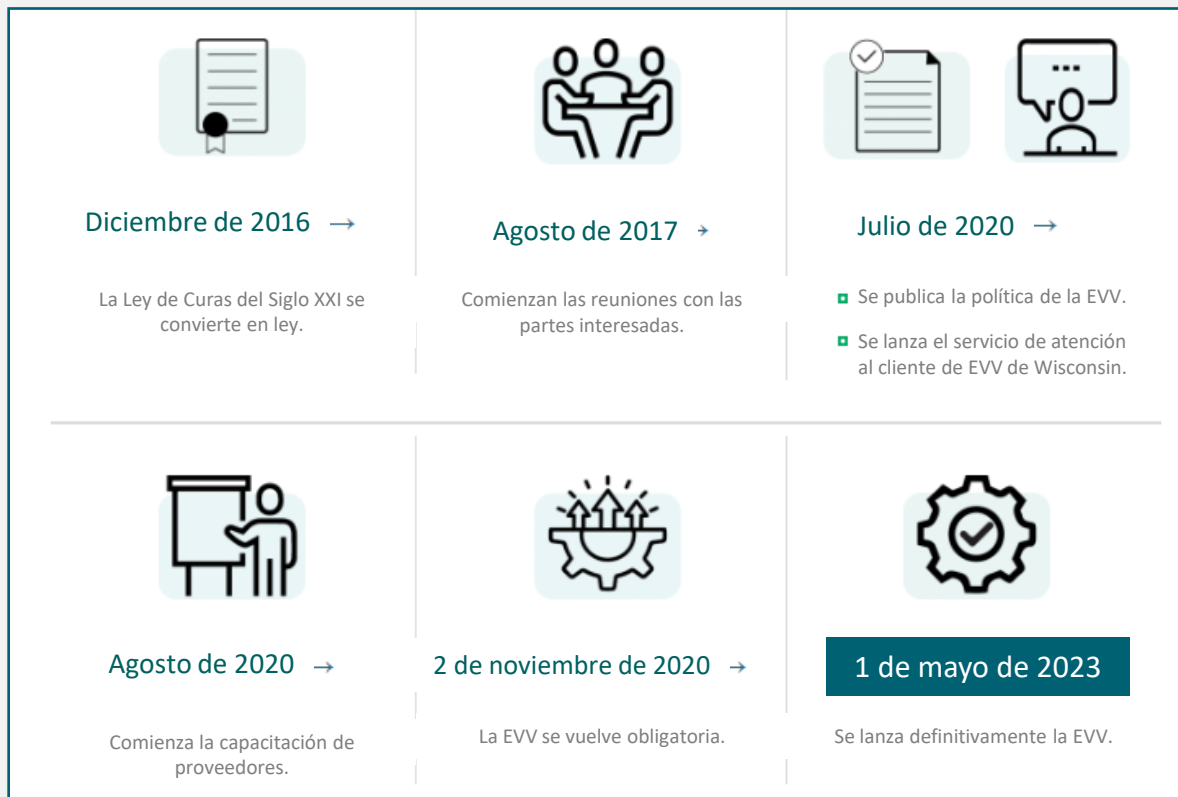 Diciembre de 2016 →
La Ley de Curas del Siglo XXI se
convierte en ley.
Agosto de 2017 →
Comienzan las reuniones con las
partes interesadas.
Julio de 2020 →
Se publica la política de la EVV.
Se lanza el servicio de atención
al cliente de EVV de Wisconsin.
Agosto de 2020 →
Comienza la capacitación de
proveedores.
2 de noviembre de 2020 →
La EVV se vuelve obligatoria.
1 de mayo de 2023
Se lanza definitivamente la EVV.